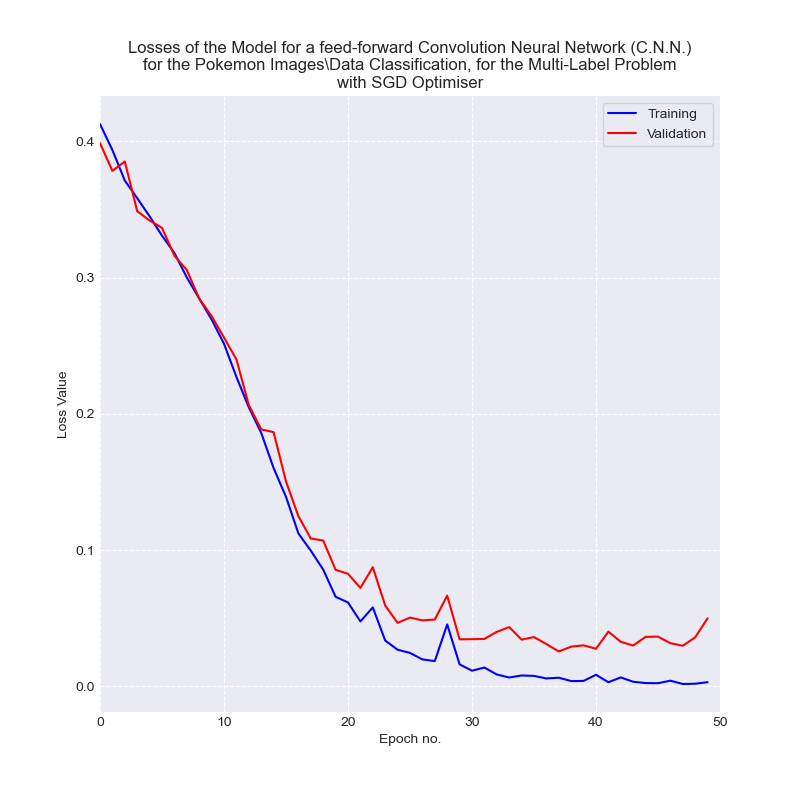 Losses of the Model for a feed-forward Convolution Neural Network (C.N.N.)
for the Pokemon Images\Data Classification, for the Multi-Label Problem
with SGD Optimiser
Training
Validation
0.4
0.3
0.2
0.1
0.0
Loss Value
0 10 20 30 40 50
Epoch no.